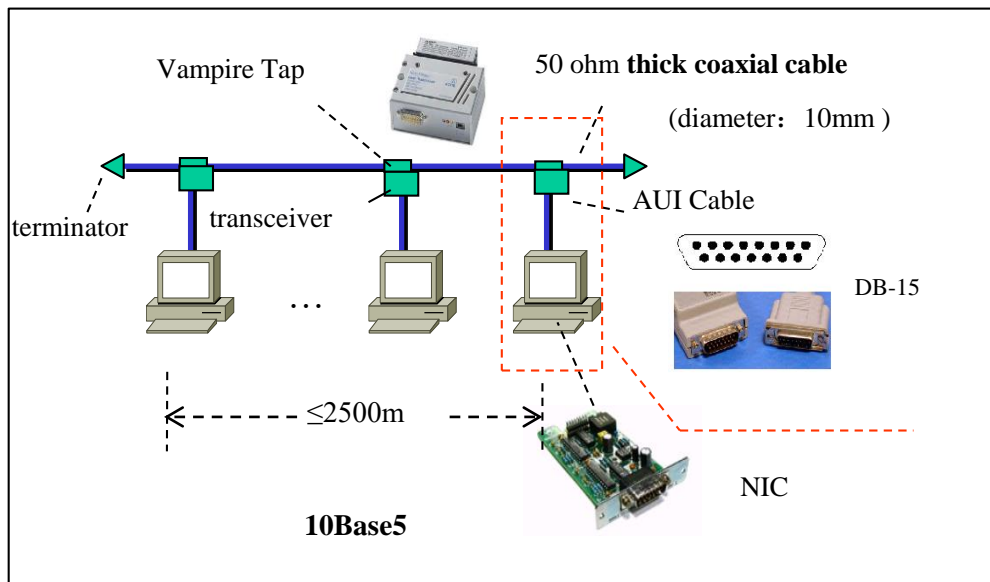 Vampire Tap
50 ohm thick coaxial cable
(diameter：10mm )
terminator
transceiver
AUI Cable
DB-15
…
≤2500m
NIC
10Base5